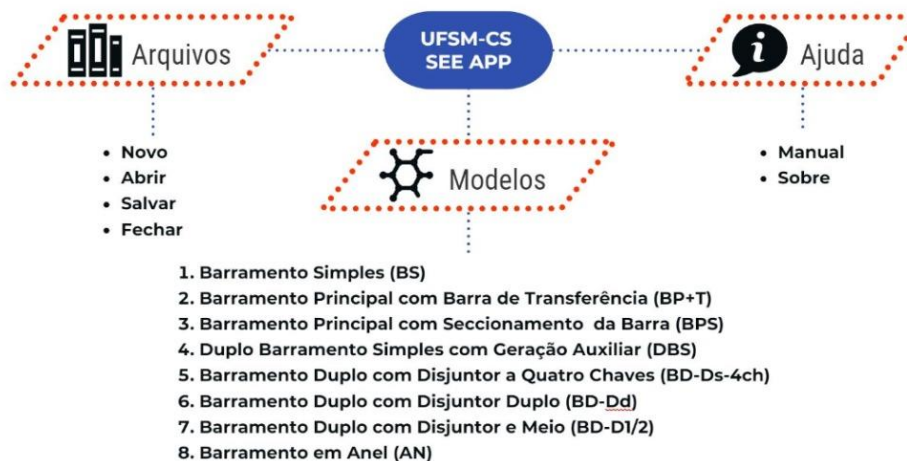 Arquivos
UFSM-CS
SEE APP
Ajuda
• Novo
• Abrir
• Salvar
• Fechar
Modelos
• Manual
• Sobre
1. Barramento Simples (BS)
2. Barramento Principal com Barra de Transferência (BP+T)
3. Barramento Principal com Seccionamento da Barra (BPS)
4. Duplo Barramento Simples com Geração Auxiliar (DBS)
5. Barramento Duplo com Disjuntor a Quatro Chaves (BD-Ds-4ch)
6. Barramento Duplo com Disjuntor Duplo (BD-Dd)
7. Barramento Duplo com Disjuntor e Meio (BD-D1/2)
8. Barramento em Anel (AN)